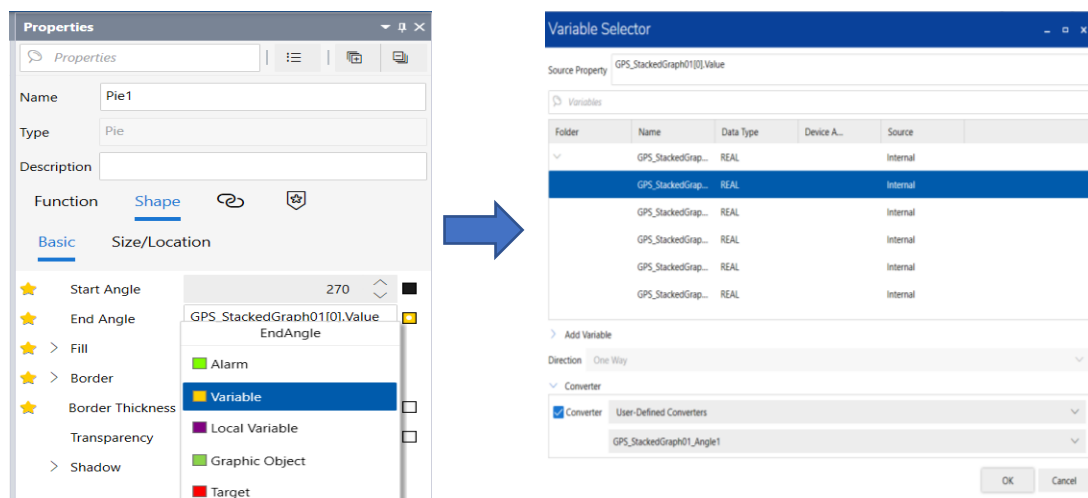 Properties
Properties
Name Pie1
Type Pie
Description
Function Shape
Basic Size/Location
Start Angle 270
End Angle GPS_StackedGraph01[0].Value
EndAngle
Fill
Alarm
Border
Variable
Border Thickness
Local Variable
Transparency
Graphic Object
Shadow
Target
Variable Selector
Source Property GPS_StackedGraph01[0].Value
Variables
Folder Name Data Type Device A... Source
GPS_StackedGrap... REAL Internal
GPS_StackedGrap... REAL Internal
GPS_StackedGrap... REAL Internal
GPS_StackedGrap... REAL Internal
GPS_StackedGrap... REAL Internal
GPS_StackedGrap... REAL Internal
Add Variable
Direction One Way
Converter
Converter User-Defined Converters
GPS_StackedGraph01_Angle1
OK Cancel